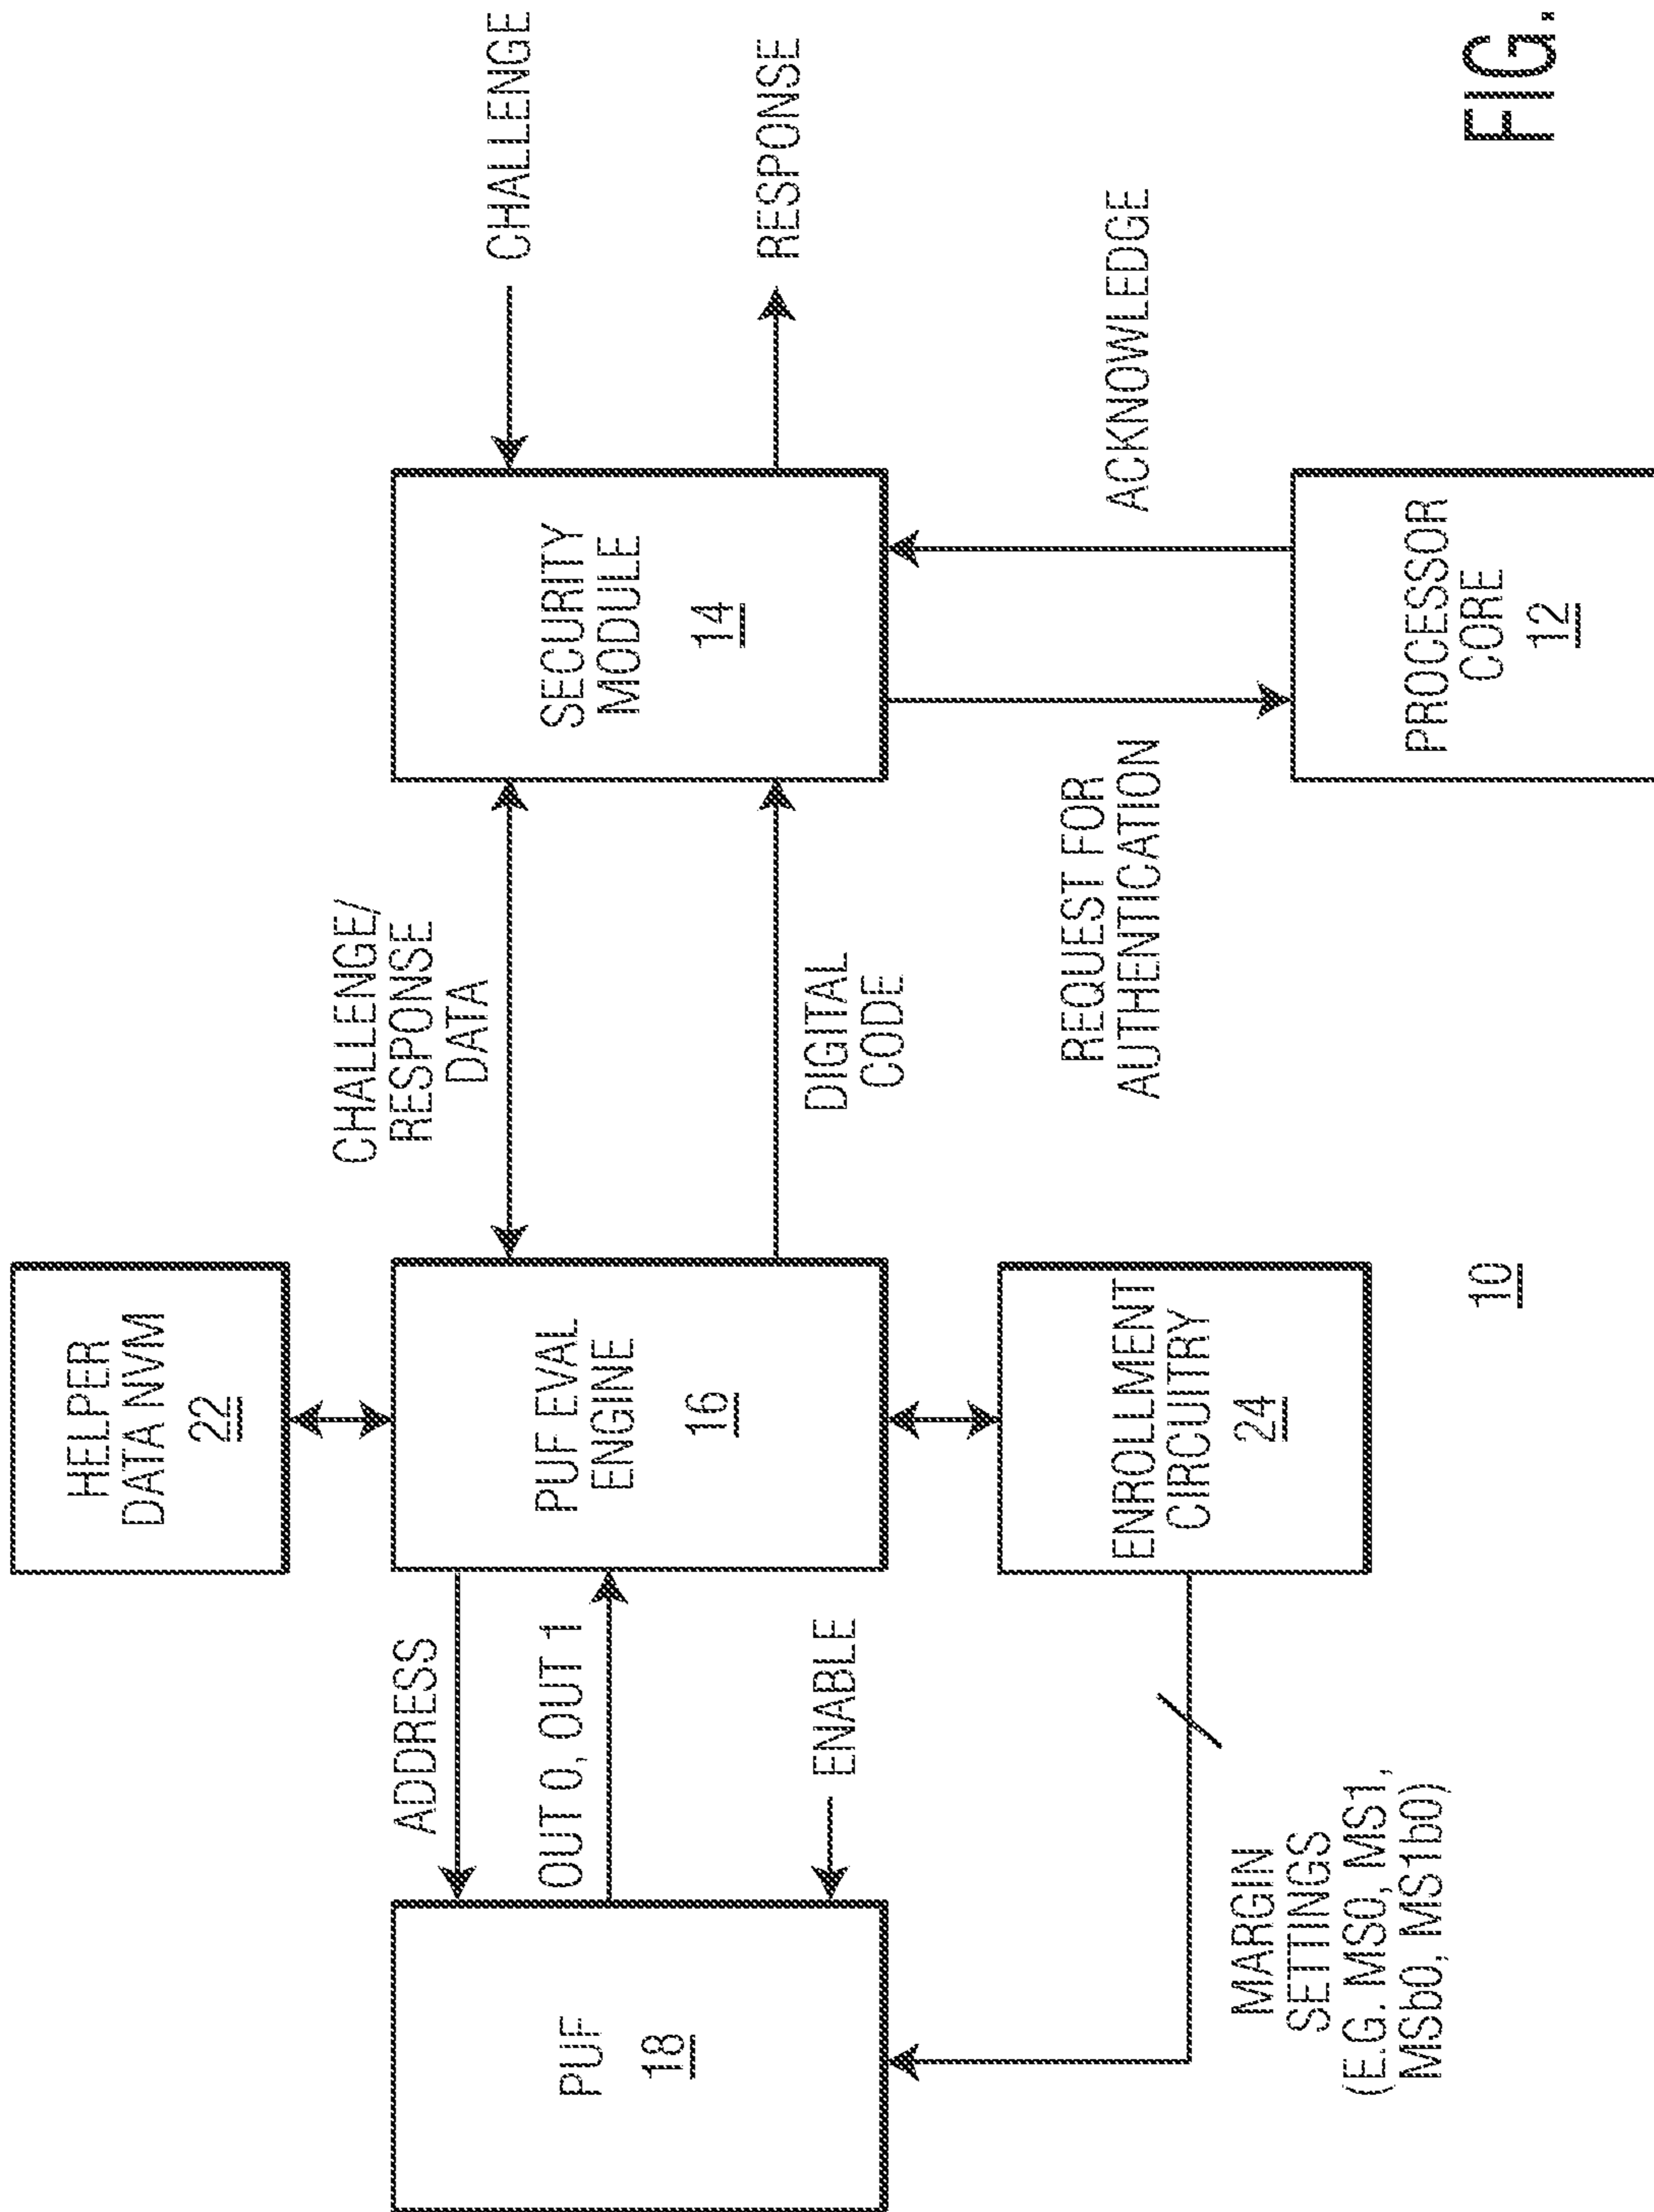 HELPER
DATA NVM
22
CHALLENGE/
RESPONSE
DATA
CHALLENGE
ADDRESS
OUT 0, OUT 1
PUF
18
PUF EVAL
ENGINE
16
SECURITY
MODULE
14
RESPONSE
DIGITAL
CODE
ENABLE
ENROLLMENT
CIRCUITRY
24
REQUEST FOR
AUTHENTICATION
ACKNOWLEDGE
MARGIN
SETTINGS
(E.G. MS0, MS1,
MSb0, MS1b0)
PROCESSOR
CORE
12
10
FIG.